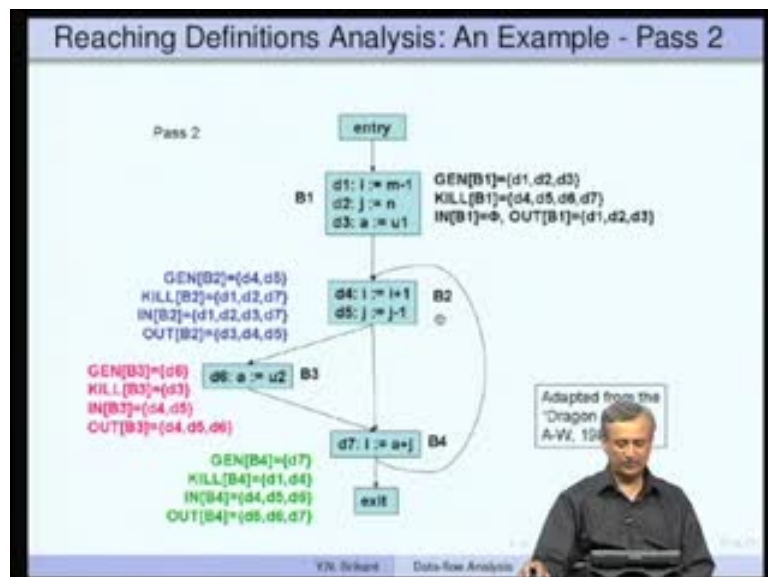 Reaching Definitions Analysis: An Example - Pass 2
Pass 2
entry
B1
d1: i := m-1
d2: j := n
d3: a := u1
GEN[B1]={d1,d2,d3}
KILL[B1]={d4,d5,d6,d7}
IN[B1]=Φ, OUT[B1]={d1,d2,d3}
GEN[B2]={d4,d5}
KILL[B2]={d1,d2,d7}
IN[B2]={d1,d2,d3,d7}
OUT[B2]={d3,d4,d5}
d4: i := i+1
d5: j := j-1
B2
GEN[B3]={d6}
KILL[B3]={d3}
IN[B3]={d4,d5}
OUT[B3]={d4,d5,d6}
d6: a := u2
B3
Adapted from the
"Dragon
A-W,
d7: i := a+j
B4
GEN[B4]={d7}
KILL[B4]={d1,d4}
IN[B4]={d4,d5,d6}
OUT[B4]={d5,d6,d7}
exit
Y.N. Srikant
Data-flow Analysis